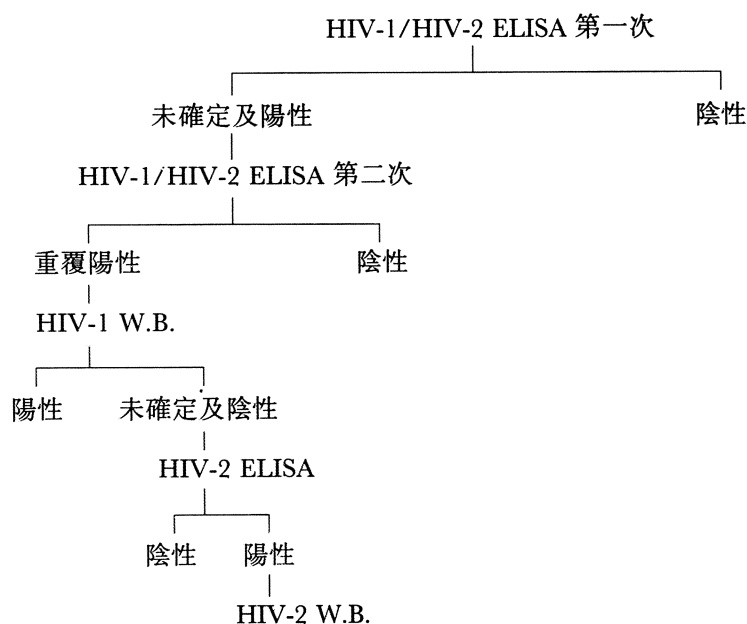 HIV-1/HIV-2 ELISA 第一次
未確定及陽性
陰性
HIV-1/HIV-2 ELISA 第二次
重覆陽性
陰性
HIV-1 W.B.
陽性
未確定及陰性
HIV-2 ELISA
陰性
陽性
HIV-2 W.B.